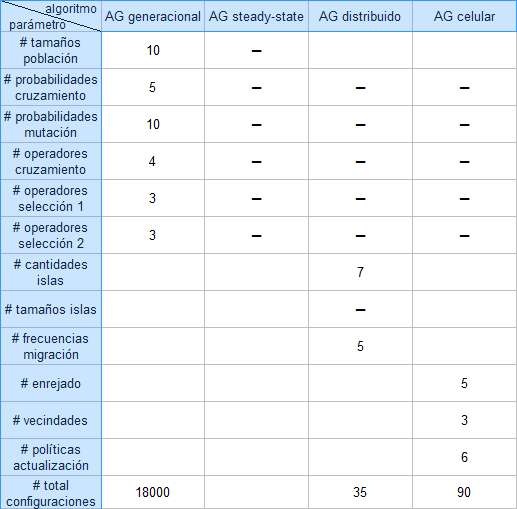 algoritmo
parámetro
AG generacional AG steady-state AG distribuido AG celular
# tamaños
población
10 –
# probabilidades
cruzamiento
5 – – –
# probabilidades
mutación
10 – – –
# operadores
cruzamiento
4 – – –
# operadores
selección 1
3 – – –
# operadores
selección 2
3 – – –
# cantidades
islas
7
# tamaños islas –
# frecuencias
migración
5
# enrejado 5
# vecindades 3
# políticas
actualización
6
# total
configuraciones
18000 35 90